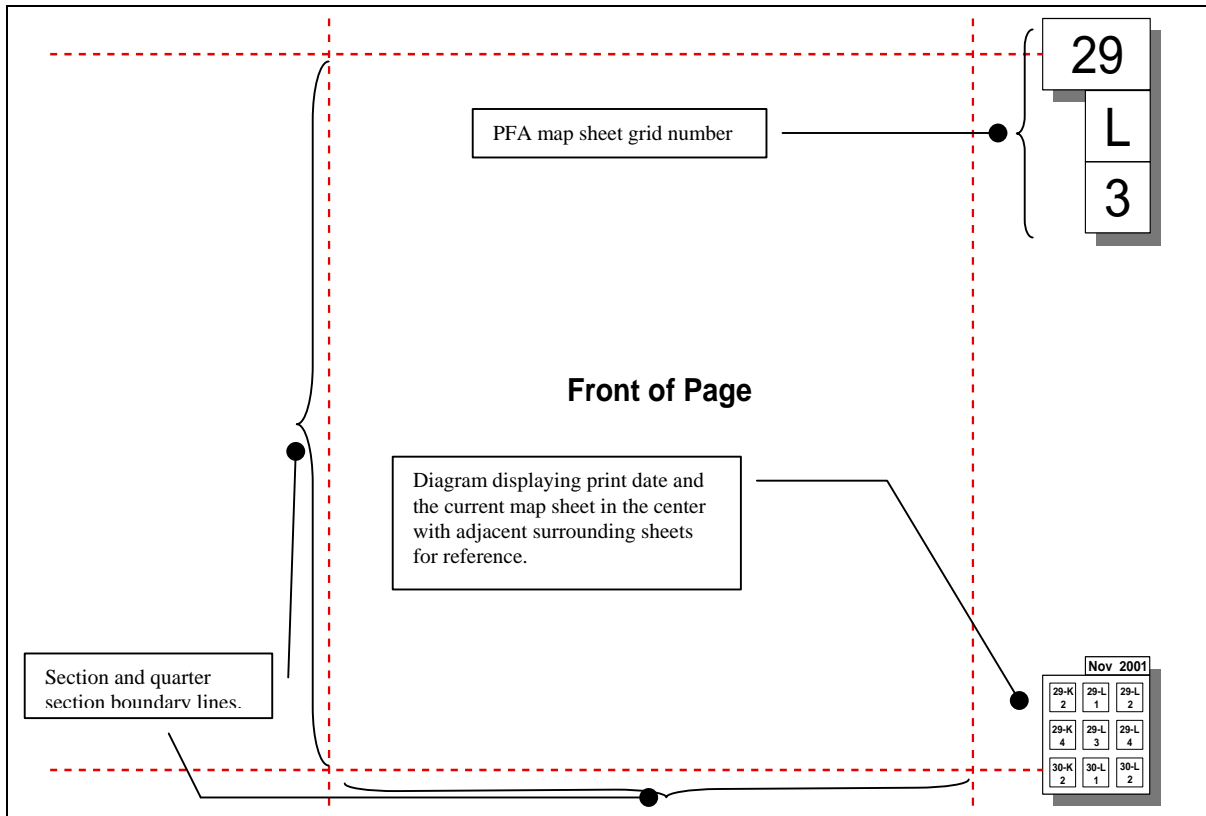 29
L
3
PFA map sheet grid number
Front of Page
Diagram displaying print date and
the current map sheet in the center
with adjacent surrounding sheets
for reference.
Section and quarter
section boundary lines.
Nov 2001
29-K 29-L 29-L
2 1 2
29-K 29-L 29-L
4 3 4
30-K 30-L 30-L
2 1 2